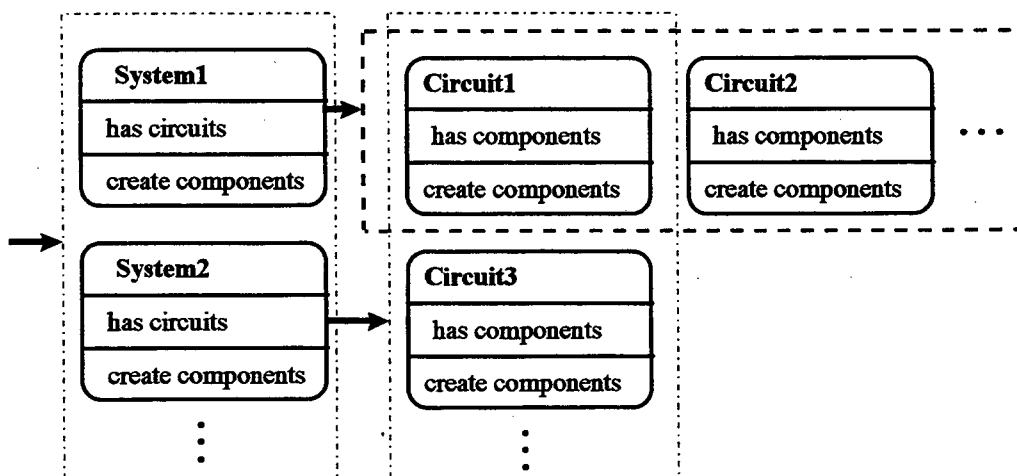 System1
has circuits
create components
Circuit1
has components
create components
Circuit2
has components
create components
...
System2
has circuits
create components
Circuit3
has components
create components